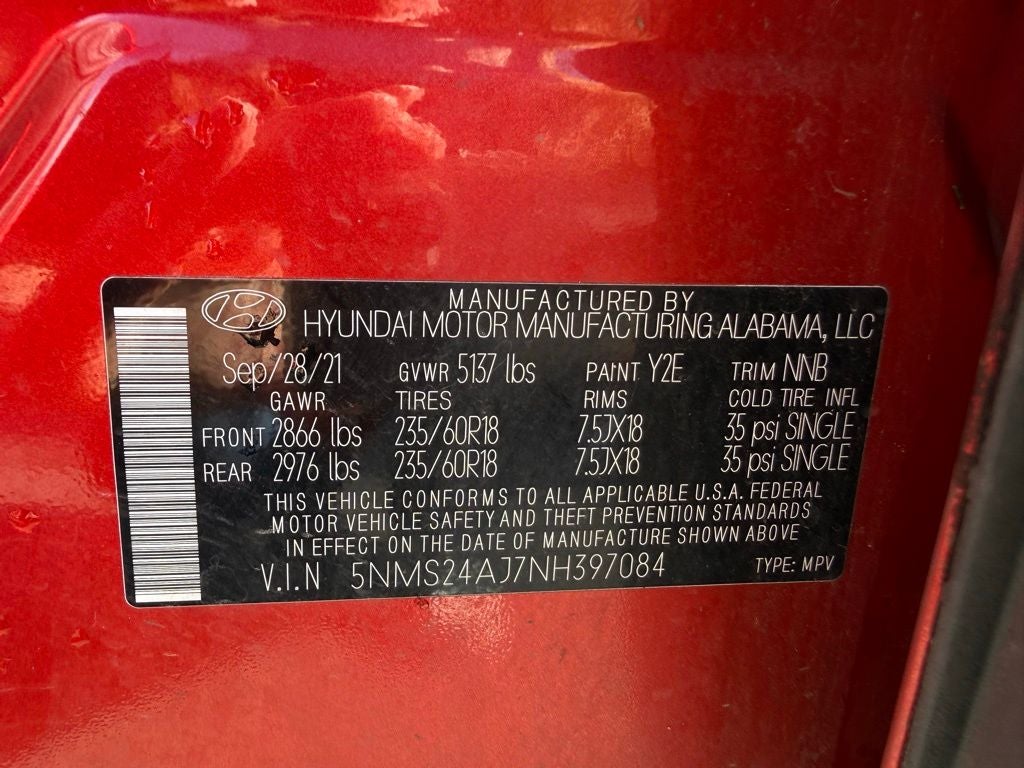 MANUFACTURED BY
HYUNDAI MOTOR MANUFACTURING ALABAMA, LLC
Sep/28/21 GVWR 5137 lbs PAINT Y2E TRIM NNB
GAWR TIRES RIMS COLD TIRE INFL
FRONT 2866 lbs 235/60R18 7.5JX18 35 psi SINGLE
REAR 2976 lbs 235/60R18 7.5JX18 35 psi SINGLE
THIS VEHICLE CONFORMS TO ALL APPLICABLE U.S.A. FEDERAL
MOTOR VEHICLE SAFETY AND THEFT PREVENTION STANDARDS
IN EFFECT ON THE DATE OF MANUFACTURE SHOWN ABOVE
V.I.N 5NMS24AJ7NH397084 TYPE: MPV